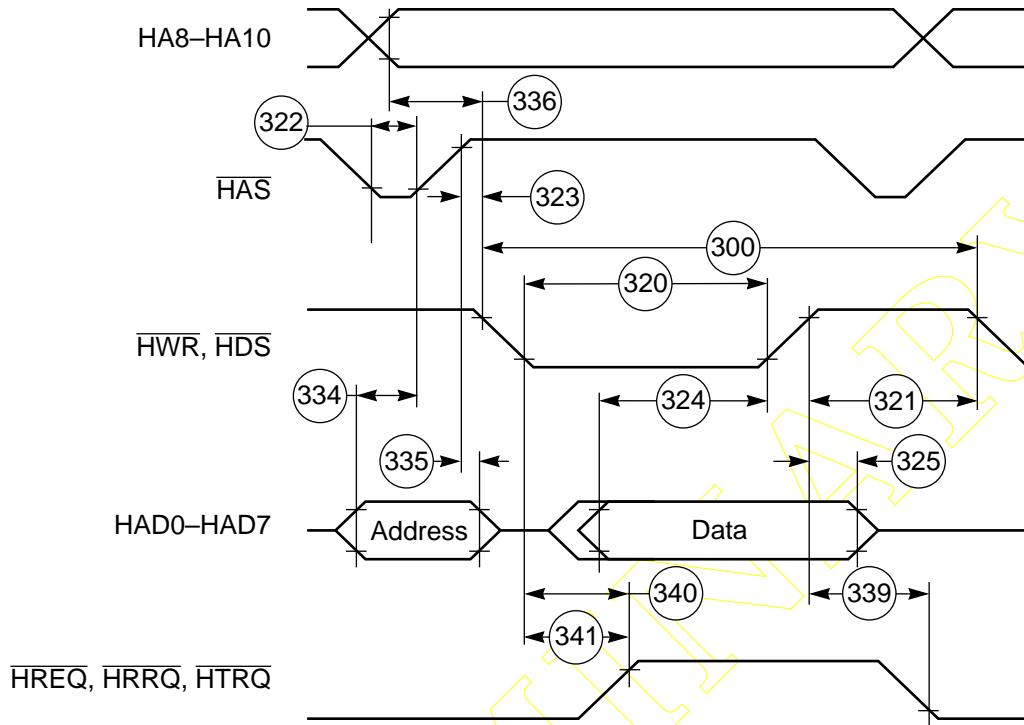 HA8–HA10
336
322
HAS
323
300
320
HWR, HDS
334
324
321
335
325
HAD0–HAD7
Address
Data
340
339
341
HREQ, HRRQ, HTRQ